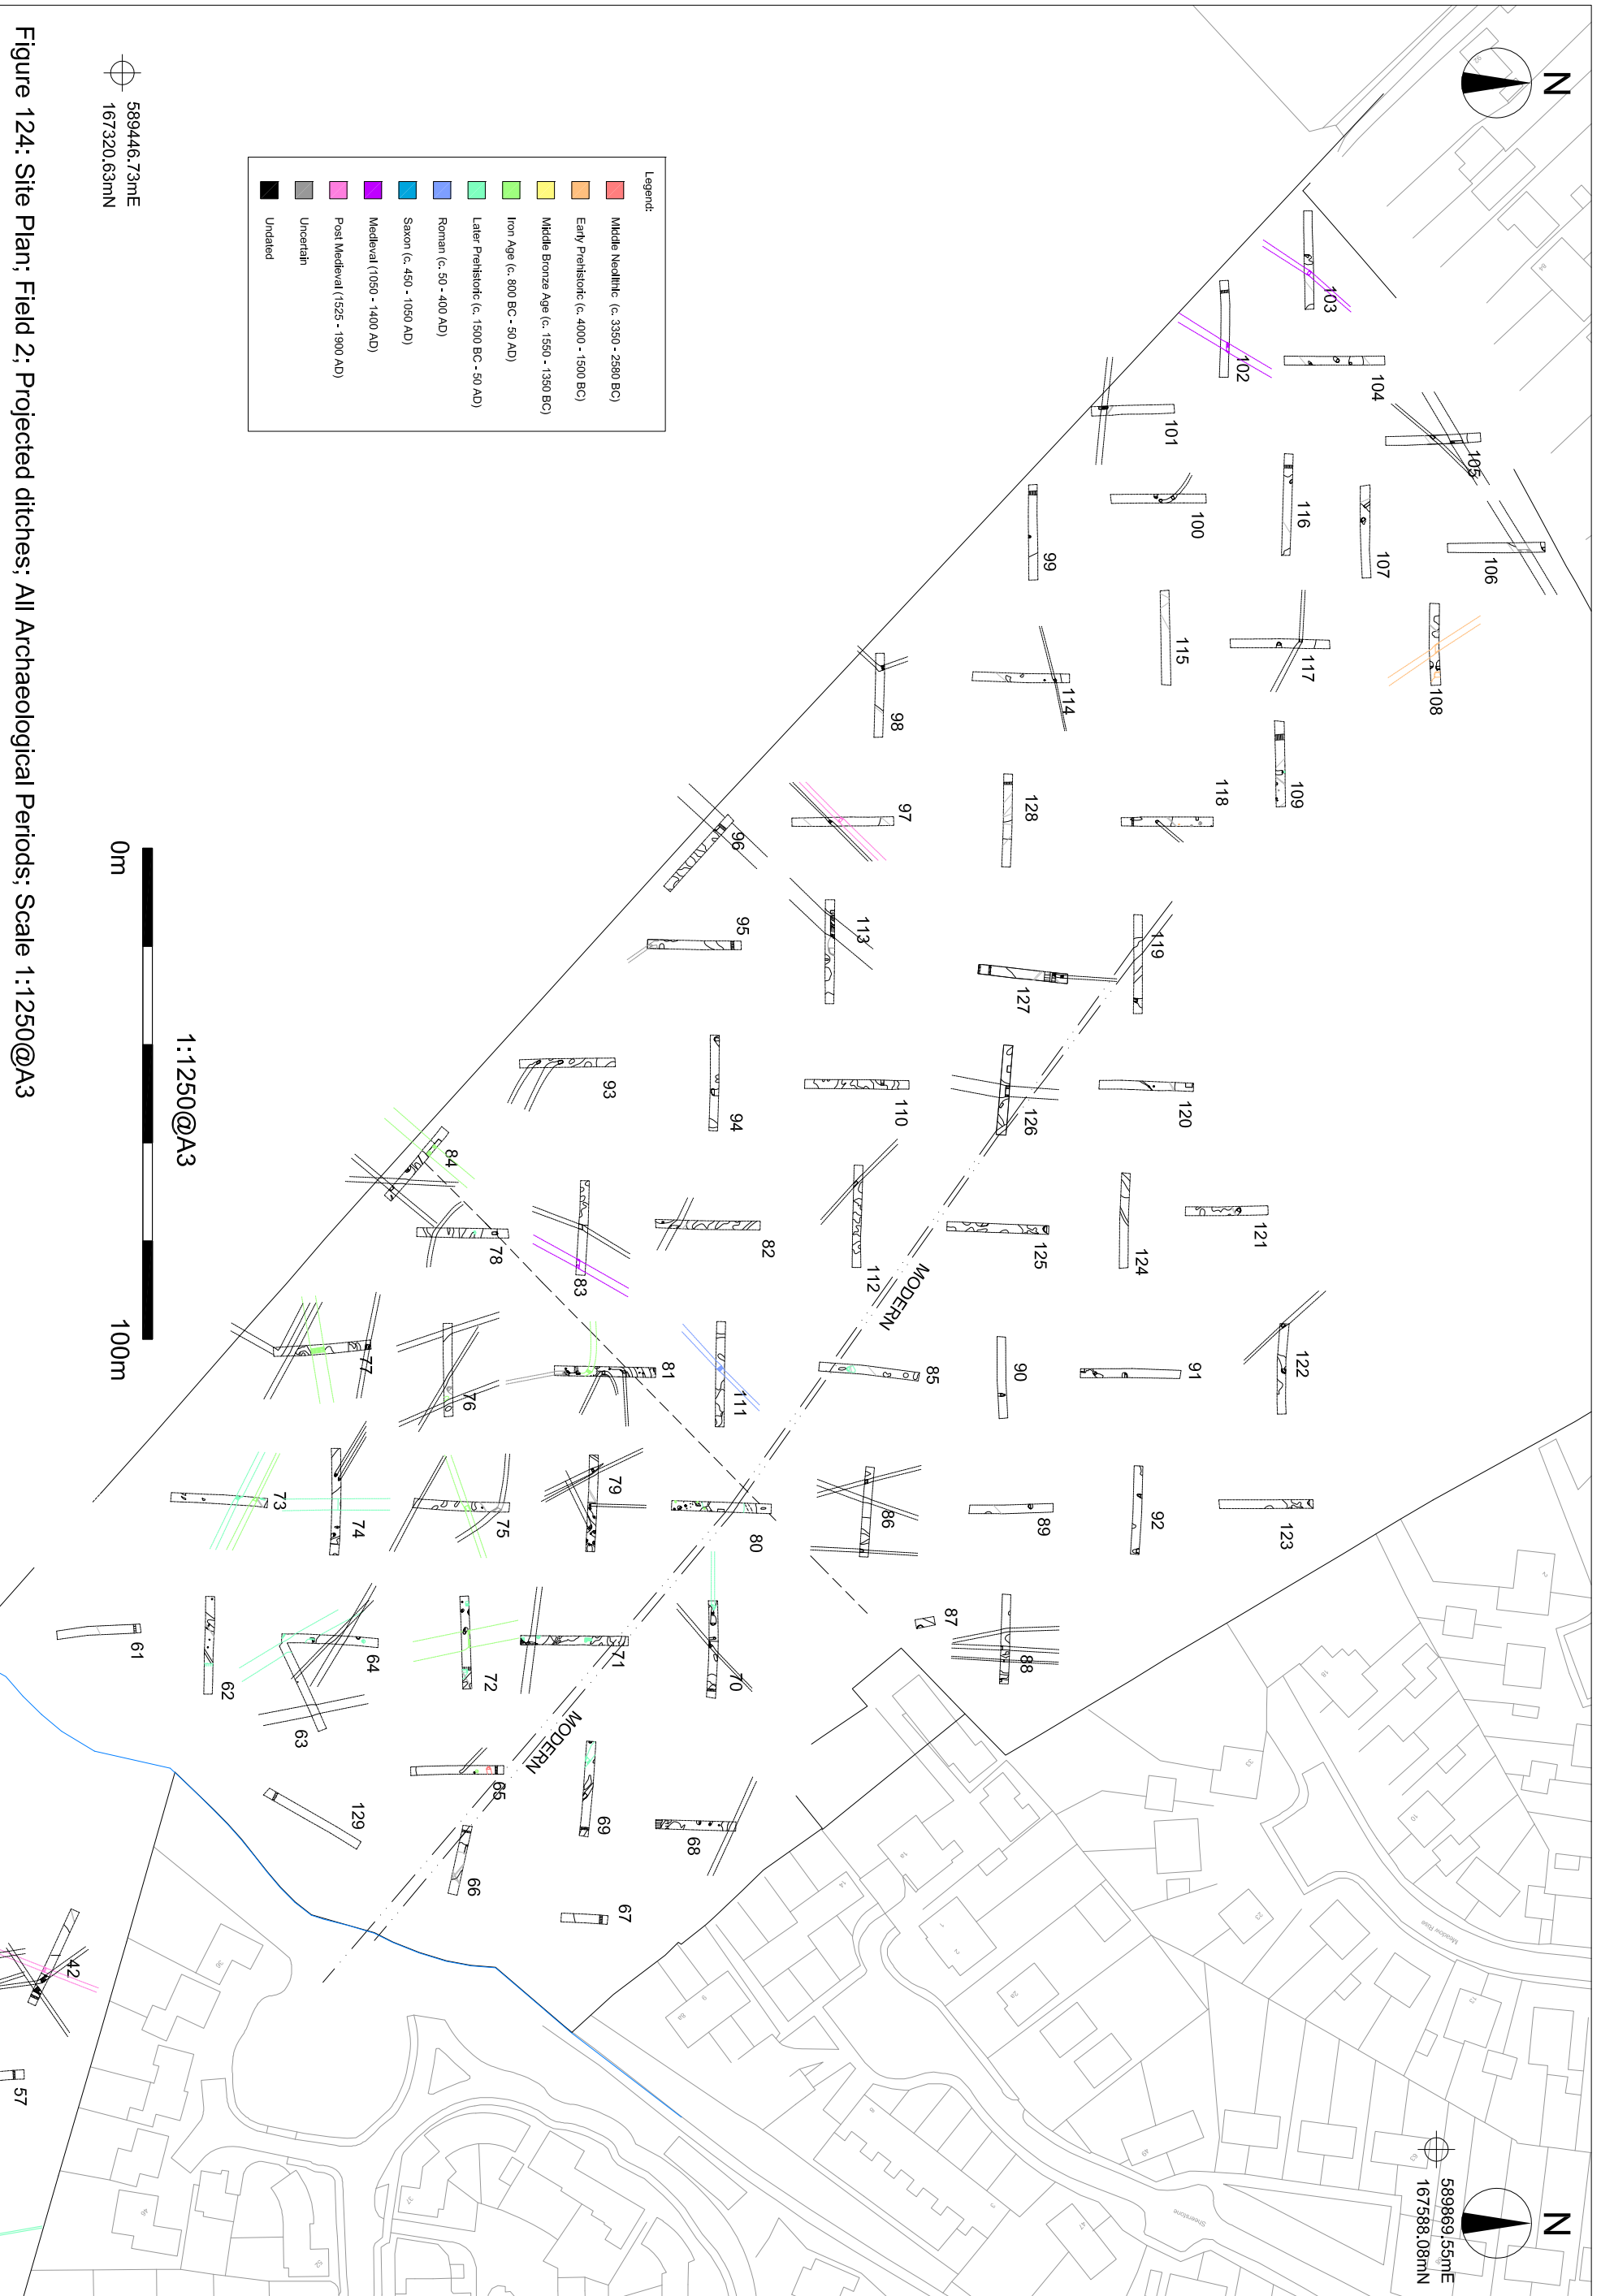 N
N
589446.73mE
167320.63mN
589869.55mE
167588.08mN
Legend:
Middle Neolithic (c. 3350 - 2580 BC)
Early Prehistoric (c. 4000 - 1500 BC)
Middle Bronze Age (c. 1550 - 1350 BC)
Iron Age (c. 800 BC - 50 AD)
Later Prehistoric (c. 1500 BC - 50 AD)
Roman (c. 50 - 400 AD)
Saxon (c. 450 - 1050 AD)
Medieval (1050 - 1400 AD)
Post Medieval (1525 - 1900 AD)
Uncertain
Undated
103
102
104
105
101
106
107
116
100
99
108
117
115
114
98
109
118
128
97
96
119
113
95
127
120
126
110
94
93
121
124
125
112
82
83
84
78
MODERN
122
91
90
85
111
81
76
77
123
92
89
86
80
79
75
74
73
88
87
70
71
72
64
63
62
61
MODERN
68
69
65
66
67
129
42
57
Meadow Rise
Sheerstone
1:1250@A3
0m
100m
Figure 124: Site Plan; Field 2; Projected ditches; All Archaeological Periods; Scale 1:1250@A3